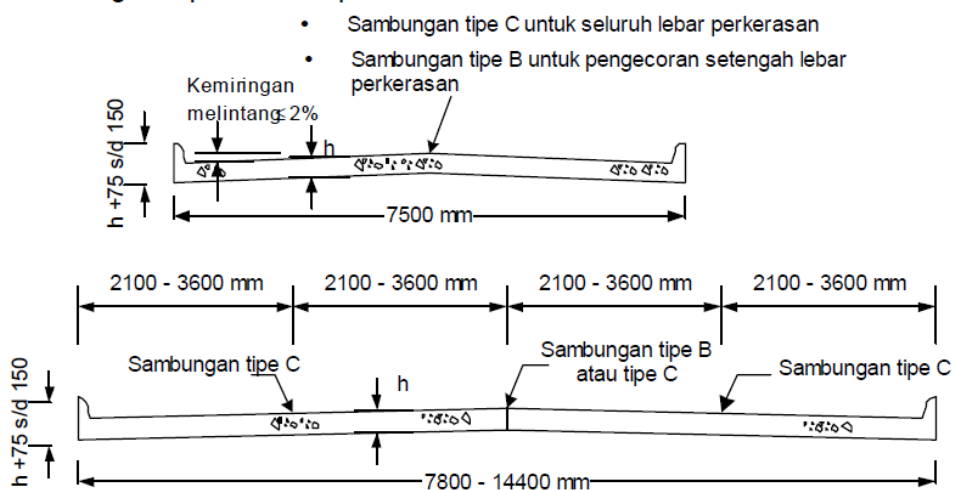 • Sambungan tipe C untuk seluruh lebar perkerasan
• Sambungan tipe B untuk pengecoran setengah lebar
perkerasan
Kemiringan
melintang ≤ 2%
h
h +75 s/d 150
7500 mm
2100 - 3600 mm 2100 - 3600 mm 2100 - 3600 mm 2100 - 3600 mm
Sambungan tipe C
h
Sambungan tipe B
atau tipe C
Sambungan tipe C
h +75 s/d 150
7800 - 14400 mm